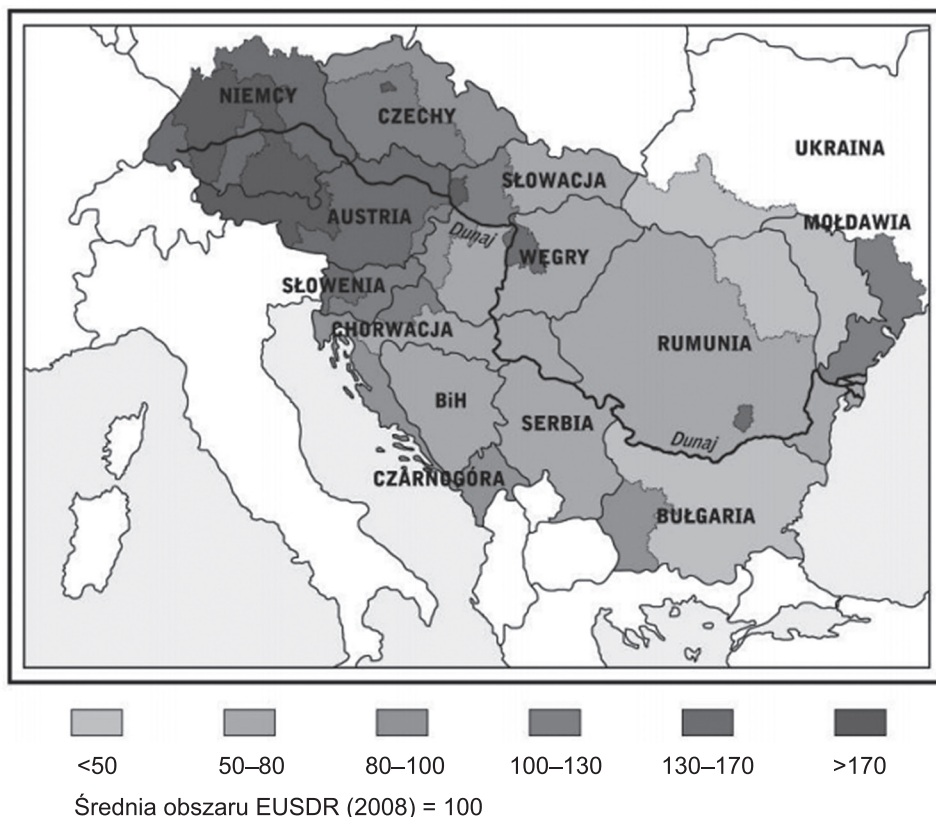 NIEMCY
CZECHY
UKRAINA
SŁOWACJA
AUSTRIA
MOŁDAWIA
Dunaj
WĘGRY
SŁOWENIA
CHORWACJA
RUMUNIA
BiH
SERBIA
Dunaj
CZARNOGÓRA
BUŁGARIA
<50 50–80 80–100 100–130 130–170 >170
Średnia obszaru EUSDR (2008) = 100